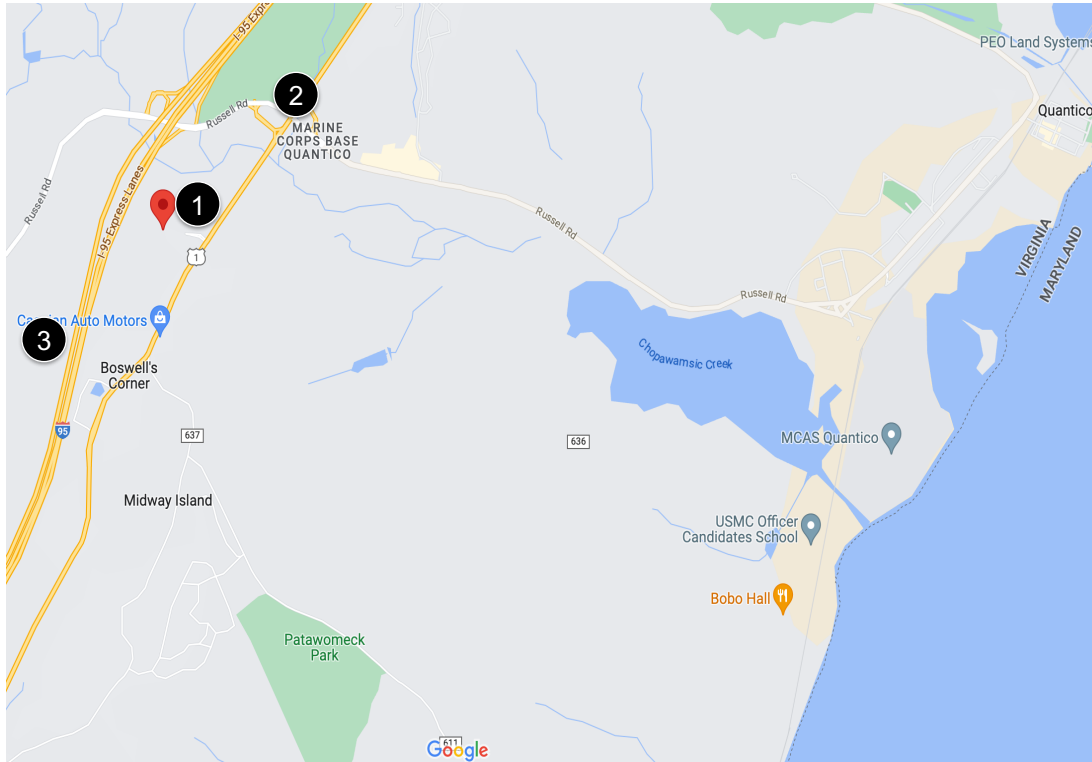 I-95 Express Lanes
PEO Land Systems
2
Russell Rd
MARINE
CORPS BASE
QUANTICO
Quantico
I-95 Express Lanes
Russell Rd
1
Russell Rd
VIRGINIA
MARYLAND
1
Russell Rd
3
Auto Motors
Boswell's
Corner
Chopawamsic Creek
95
637
636
MCAS Quantico
Midway Island
USMC Officer
Candidates School
Bobo Hall
Patawomeck
Park
611
Google